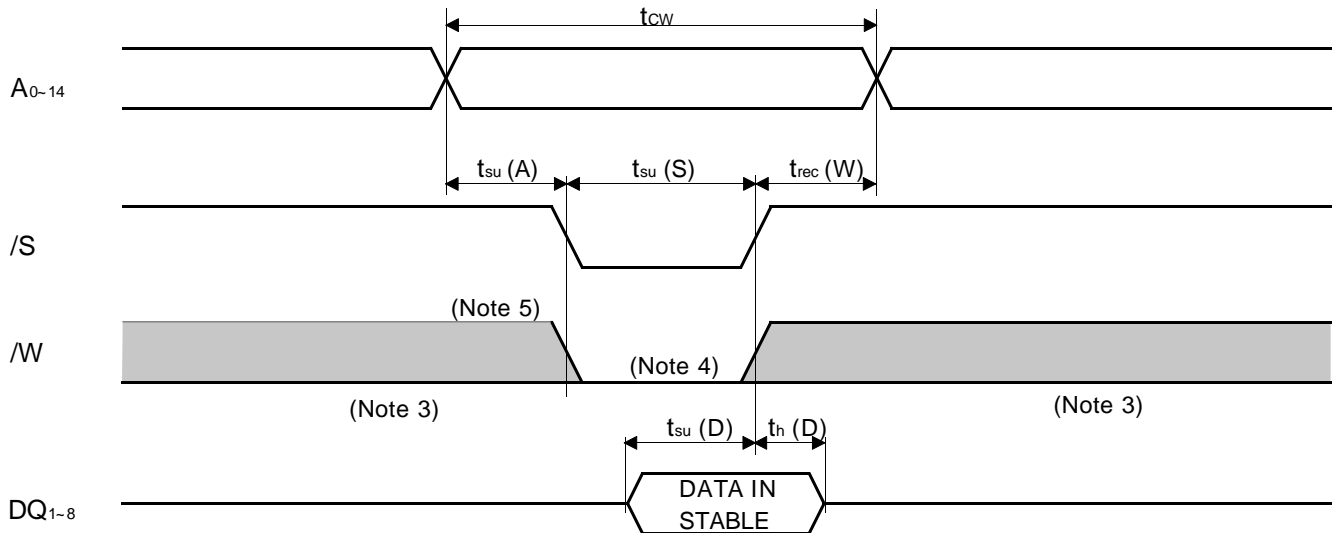 tCW
A0~14
tsu (A) tsu (S) trec (W)
/S
(Note 5)
/W
(Note 4)
(Note 3) (Note 3)
tsu (D) th (D)
DATA IN
DQ1~8
STABLE